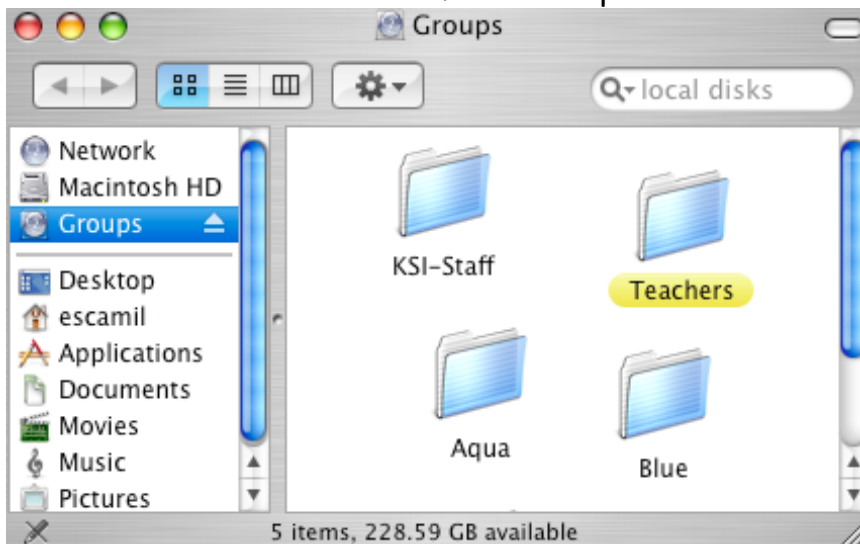 Groups
local disks
Network
Macintosh HD
Groups
Desktop
escamil
Applications
Documents
Movies
Music
Pictures
KSI-Staff
Teachers
Aqua
Blue
5 items, 228.59 GB available